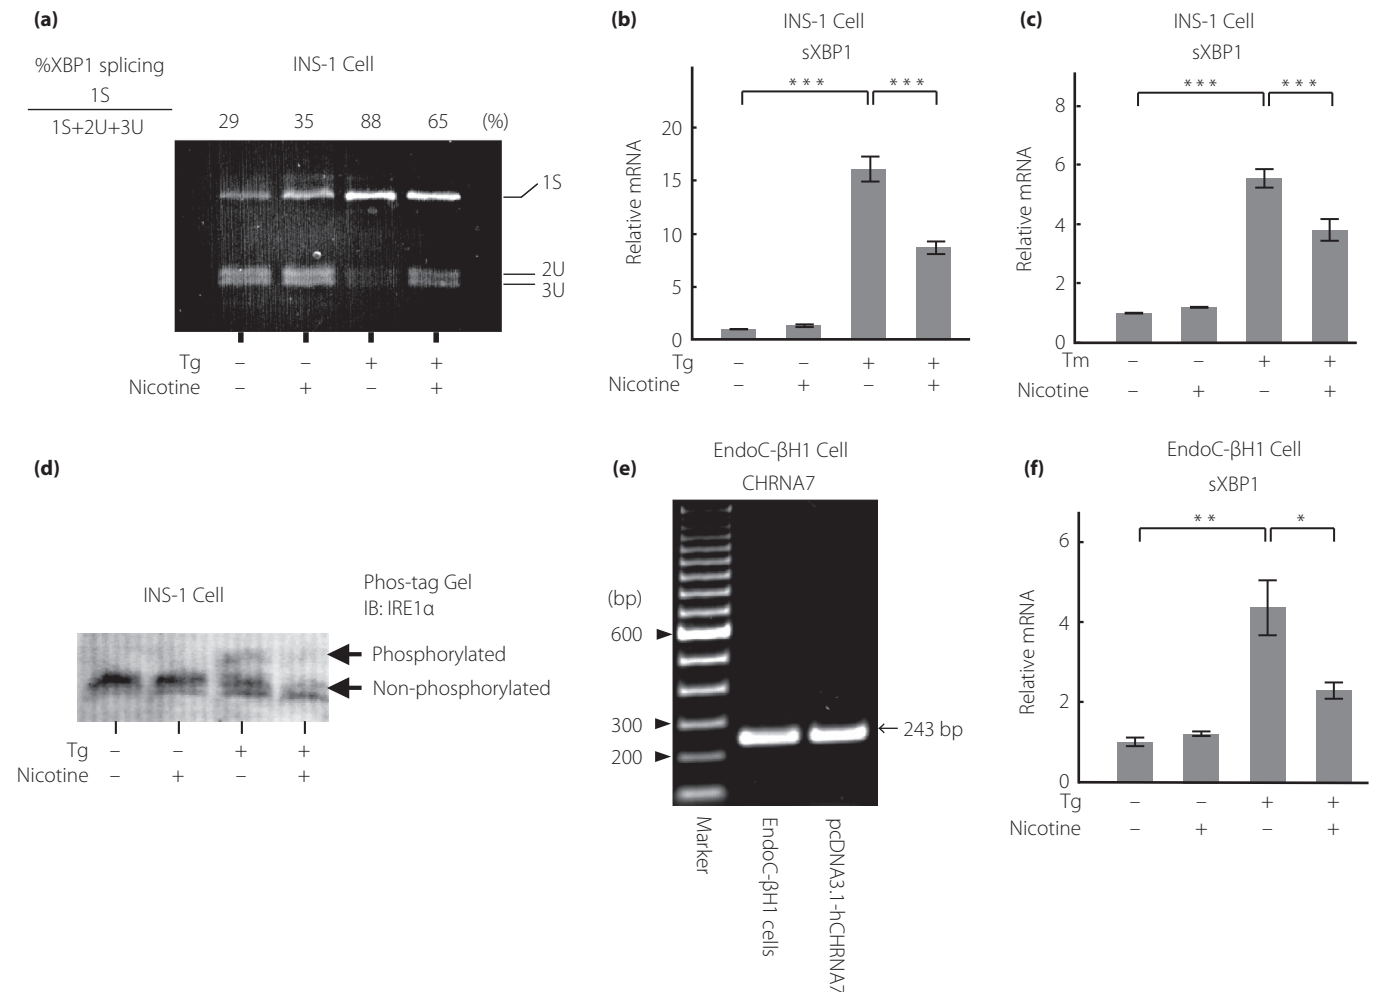 (a)
%XBP1 splicing
1S
1S+2U+3U
INS-1 Cell
29 35 88 65 (%)
1S
2U
3U
Tg – – + +
Nicotine – + – +
(b)
INS-1 Cell
sXBP1
*** ***
Relative mRNA
20
15
10
5
0
Tg – – + +
Nicotine – + – +
(c)
INS-1 Cell
sXBP1
*** ***
Relative mRNA
8
6
4
2
0
Tm – – + +
Nicotine – + – +
(d)
INS-1 Cell
Phos-tag Gel
IB: IRE1α
Phosphorylated
Non-phosphorylated
Tg – – + +
Nicotine – + – +
(e)
EndoC-βH1 Cell
CHRNA7
(bp)
600
300
200
← 243 bp
Marker
EndoC-βH1 cells
pcDNA3.1-hCHRNA7
(f)
EndoC-βH1 Cell
sXBP1
** *
Relative mRNA
6
4
2
0
Tg – – + +
Nicotine – + – +